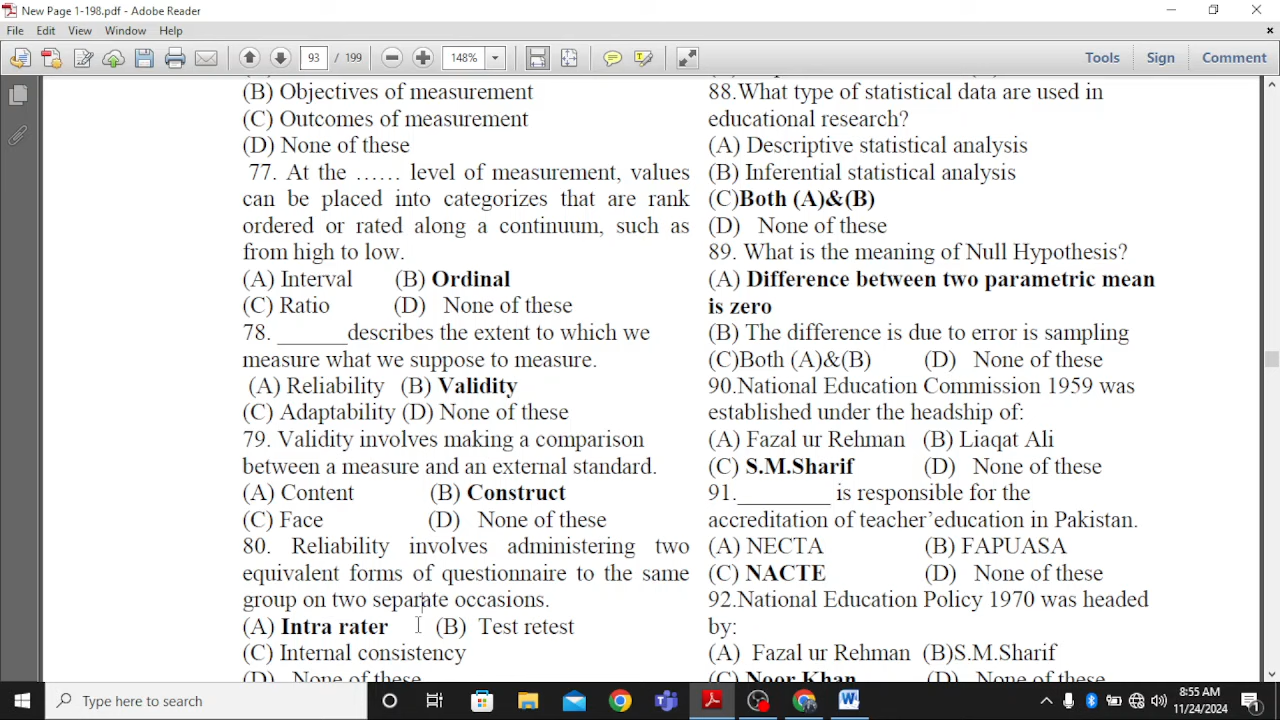 New Page 1-198.pdf - Adobe Reader
File Edit View Window Help
93 / 199 148% Tools Sign Comment
(B) Objectives of measurement
(C) Outcomes of measurement
(D) None of these
77. At the …… level of measurement, values
can be placed into categorizes that are rank
ordered or rated along a continuum, such as
from high to low.
(A) Interval (B) Ordinal
(C) Ratio (D) None of these
78. ______describes the extent to which we
measure what we suppose to measure.
(A) Reliability (B) Validity
(C) Adaptability (D) None of these
79. Validity involves making a comparison
between a measure and an external standard.
(A) Content (B) Construct
(C) Face (D) None of these
80. Reliability involves administering two
equivalent forms of questionnaire to the same
group on two separate occasions.
(A) Intra rater (B) Test retest
(C) Internal consistency
(D) None of these
88.What type of statistical data are used in
educational research?
(A) Descriptive statistical analysis
(B) Inferential statistical analysis
(C)Both (A)&(B)
(D) None of these
89. What is the meaning of Null Hypothesis?
(A) Difference between two parametric mean
is zero
(B) The difference is due to error is sampling
(C)Both (A)&(B) (D) None of these
90.National Education Commission 1959 was
established under the headship of:
(A) Fazal ur Rehman (B) Liaqat Ali
(C) S.M.Sharif (D) None of these
91.________ is responsible for the
accreditation of teacher’education in Pakistan.
(A) NECTA (B) FAPUASA
(C) NACTE (D) None of these
92.National Education Policy 1970 was headed
by:
(A) Fazal ur Rehman (B)S.M.Sharif
(C) Noor Khan (D) None of these
Type here to search
8:55 AM
11/24/2024
1